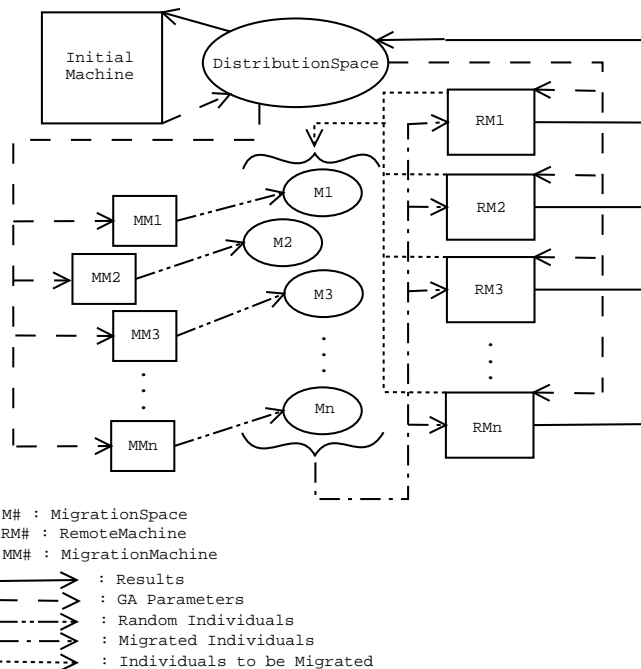 Initial
Machine
DistributionSpace
RM1
M1
MM1
RM2
M2
MM2
M3
RM3
MM3
Mn
RMn
MMn
M# : MigrationSpace
RM# : RemoteMachine
MM# : MigrationMachine
: Results
: GA Parameters
: Random Individuals
: Migrated Individuals
: Individuals to be Migrated